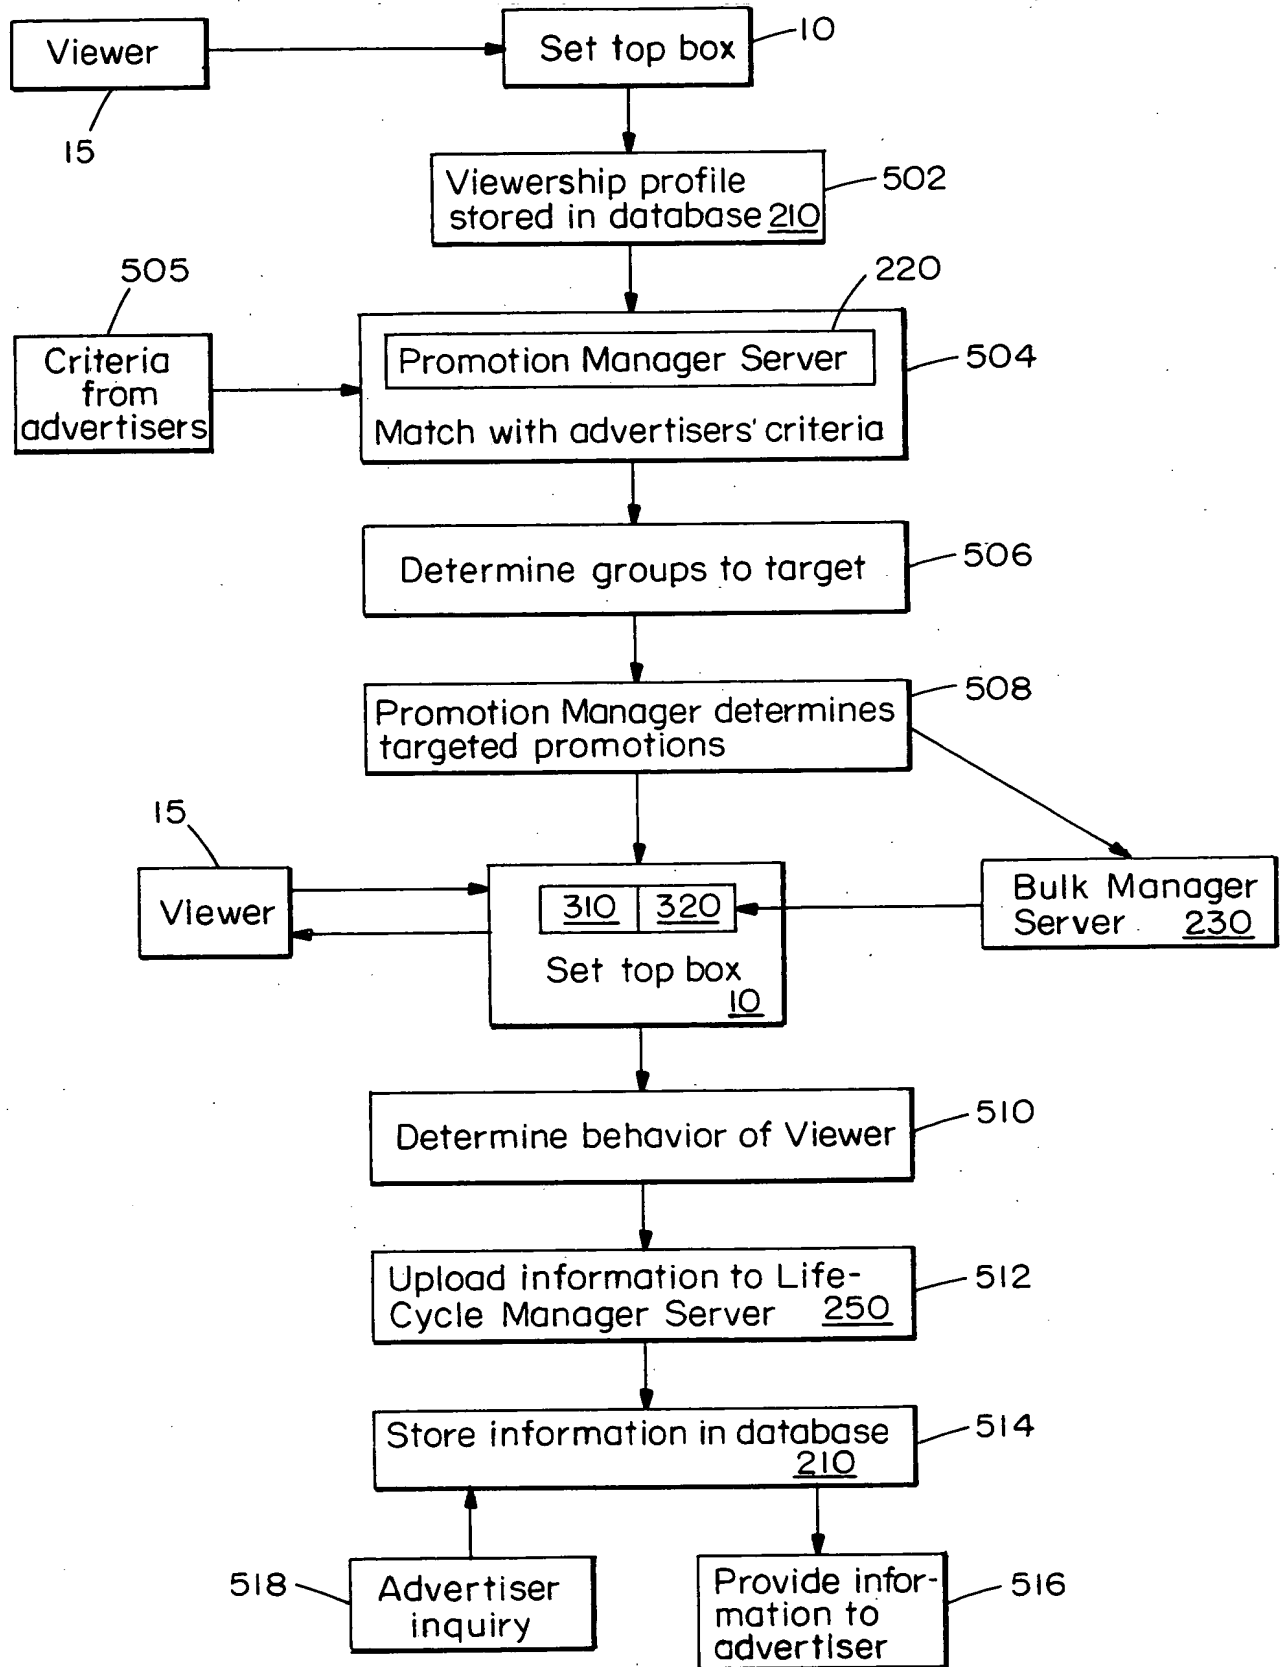 Viewer
Set top box
10
15
Viewership profile
stored in database 210
502
505
220
Criteria
from
advertisers
Promotion Manager Server
504
Match with advertisers' criteria
Determine groups to target
506
Promotion Manager determines
targeted promotions
508
15
Viewer
310 320
Set top box
10
Bulk Manager
Server 230
Determine behavior of Viewer
510
Upload information to Life-
Cycle Manager Server 250
512
Store information in database
210
514
518
Advertiser
inquiry
Provide infor-
mation to
advertiser
516